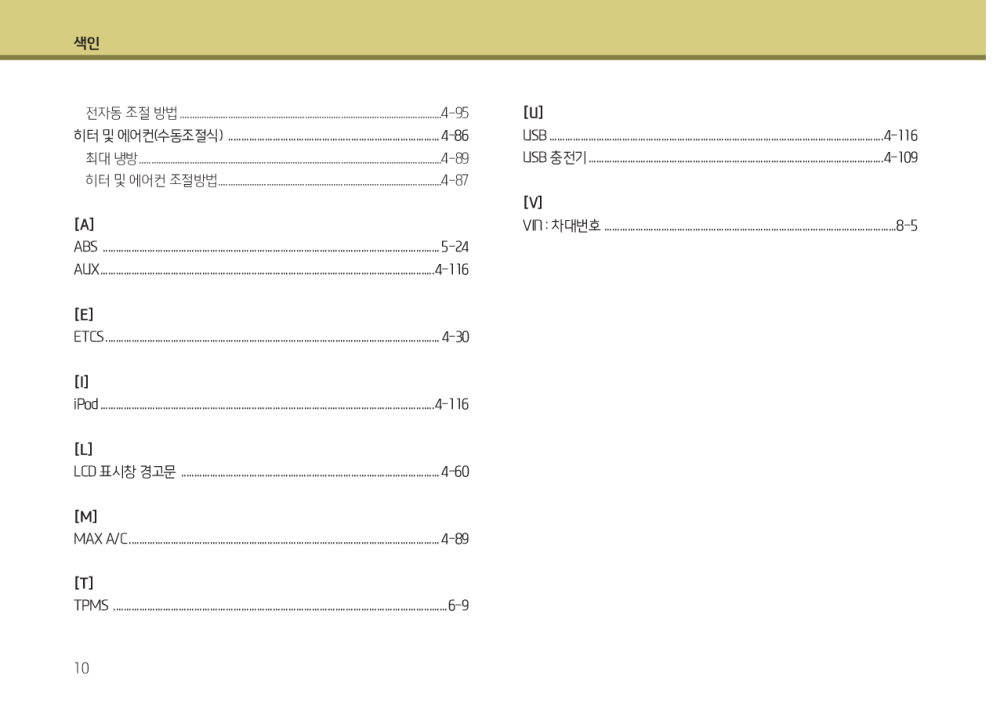 색인
전자동 조절 방법 4-95
히터 및 에어컨(수동조절식) 4-86
최대 냉방 4-89
히터 및 에어컨 조절방법 4-87
[A]
ABS 5-24
AUX 4-116
[E]
ETCS 4-30
[I]
iPod 4-116
[L]
LCD 표시창 경고문 4-60
[M]
MAX A/C 4-89
[T]
TPMS 6-9
[U]
USB 4-116
USB 충전기 4-109
[V]
VIN : 차대번호 8-5
10